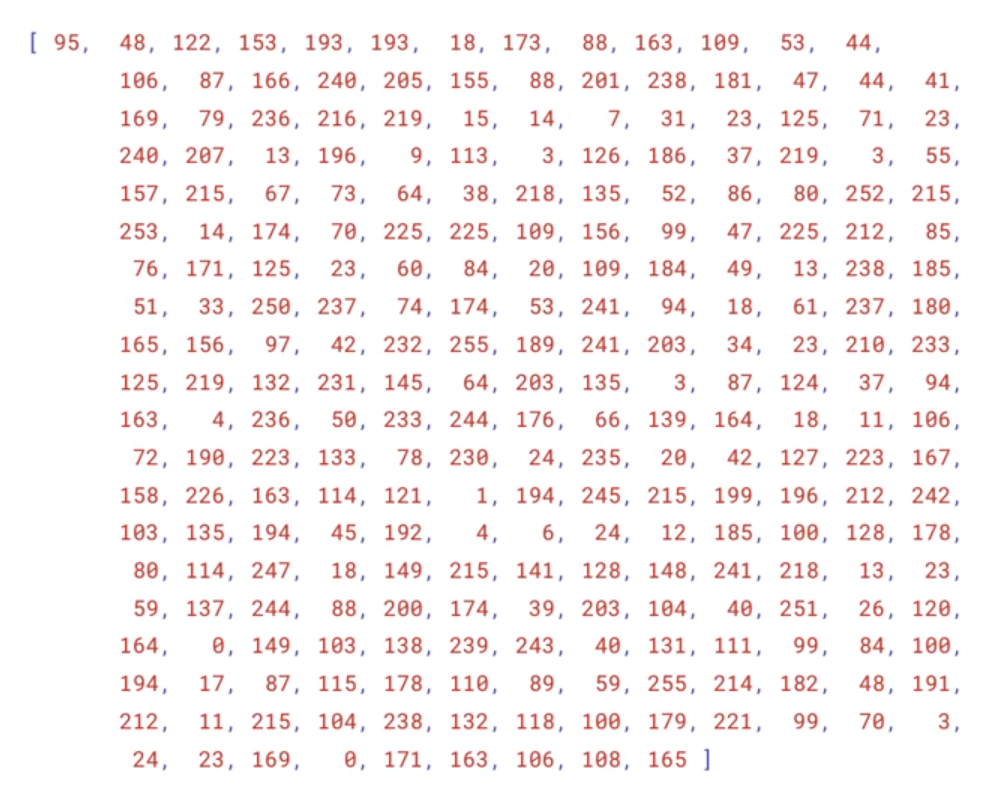 [ 95, 48, 122, 153, 193, 193, 18, 173, 88, 163, 109, 53, 44,
106, 87, 166, 240, 205, 155, 88, 201, 238, 181, 47, 44, 41,
169, 79, 236, 216, 219, 15, 14, 7, 31, 23, 125, 71, 23,
240, 207, 13, 196, 9, 113, 3, 126, 186, 37, 219, 3, 55,
157, 215, 67, 73, 64, 38, 218, 135, 52, 86, 80, 252, 215,
253, 14, 174, 70, 225, 225, 109, 156, 99, 47, 225, 212, 85,
76, 171, 125, 23, 60, 84, 20, 109, 184, 49, 13, 238, 185,
51, 33, 250, 237, 74, 174, 53, 241, 94, 18, 61, 237, 180,
165, 156, 97, 42, 232, 255, 189, 241, 203, 34, 23, 210, 233,
125, 219, 132, 231, 145, 64, 203, 135, 3, 87, 124, 37, 94,
163, 4, 236, 50, 233, 244, 176, 66, 139, 164, 18, 11, 106,
72, 190, 223, 133, 78, 230, 24, 235, 20, 42, 127, 223, 167,
158, 226, 163, 114, 121, 1, 194, 245, 215, 199, 196, 212, 242,
103, 135, 194, 45, 192, 4, 6, 24, 12, 185, 100, 128, 178,
80, 114, 247, 18, 149, 215, 141, 128, 148, 241, 218, 13, 23,
59, 137, 244, 88, 200, 174, 39, 203, 104, 40, 251, 26, 120,
164, 0, 149, 103, 138, 239, 243, 40, 131, 111, 99, 84, 100,
194, 17, 87, 115, 178, 110, 89, 59, 255, 214, 182, 48, 191,
212, 11, 215, 104, 238, 132, 118, 100, 179, 221, 99, 70, 3,
24, 23, 169, 0, 171, 163, 106, 108, 165 ]